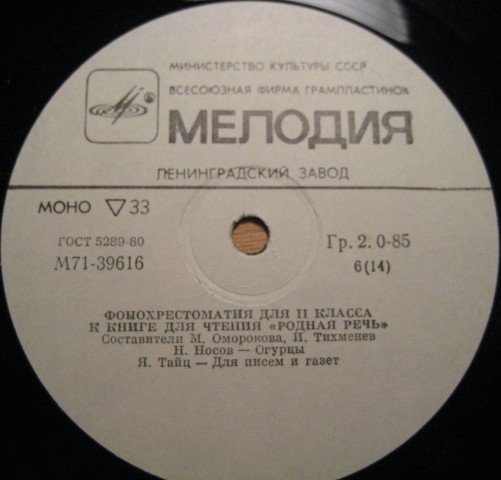 МИНИСТЕРСТВО КУЛЬТУРЫ СССР
ВСЕСОЮЗНАЯ ФИРМА ГРАМПЛАСТИНОК
МЕЛОДИЯ
ЛЕНИНГРАДСКИЙ ЗАВОД
МОНО ▽ 33
ГОСТ 5289-80
Гр. 2. 0-85
М71-39616
6(14)
ФОНОХРЕСТОМАТИЯ ДЛЯ II КЛАССА
К КНИГЕ ДЛЯ ЧТЕНИЯ «РОДНАЯ РЕЧЬ»
Составители М. Оморокова, И. Тихменев
Н. Носов — Огурцы
Я. Тайц — Для писем и газет